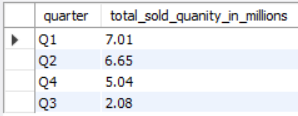 quarter total_sold_quanity_in_millions
Q1 7.01
Q2 6.65
Q4 5.04
Q3 2.08